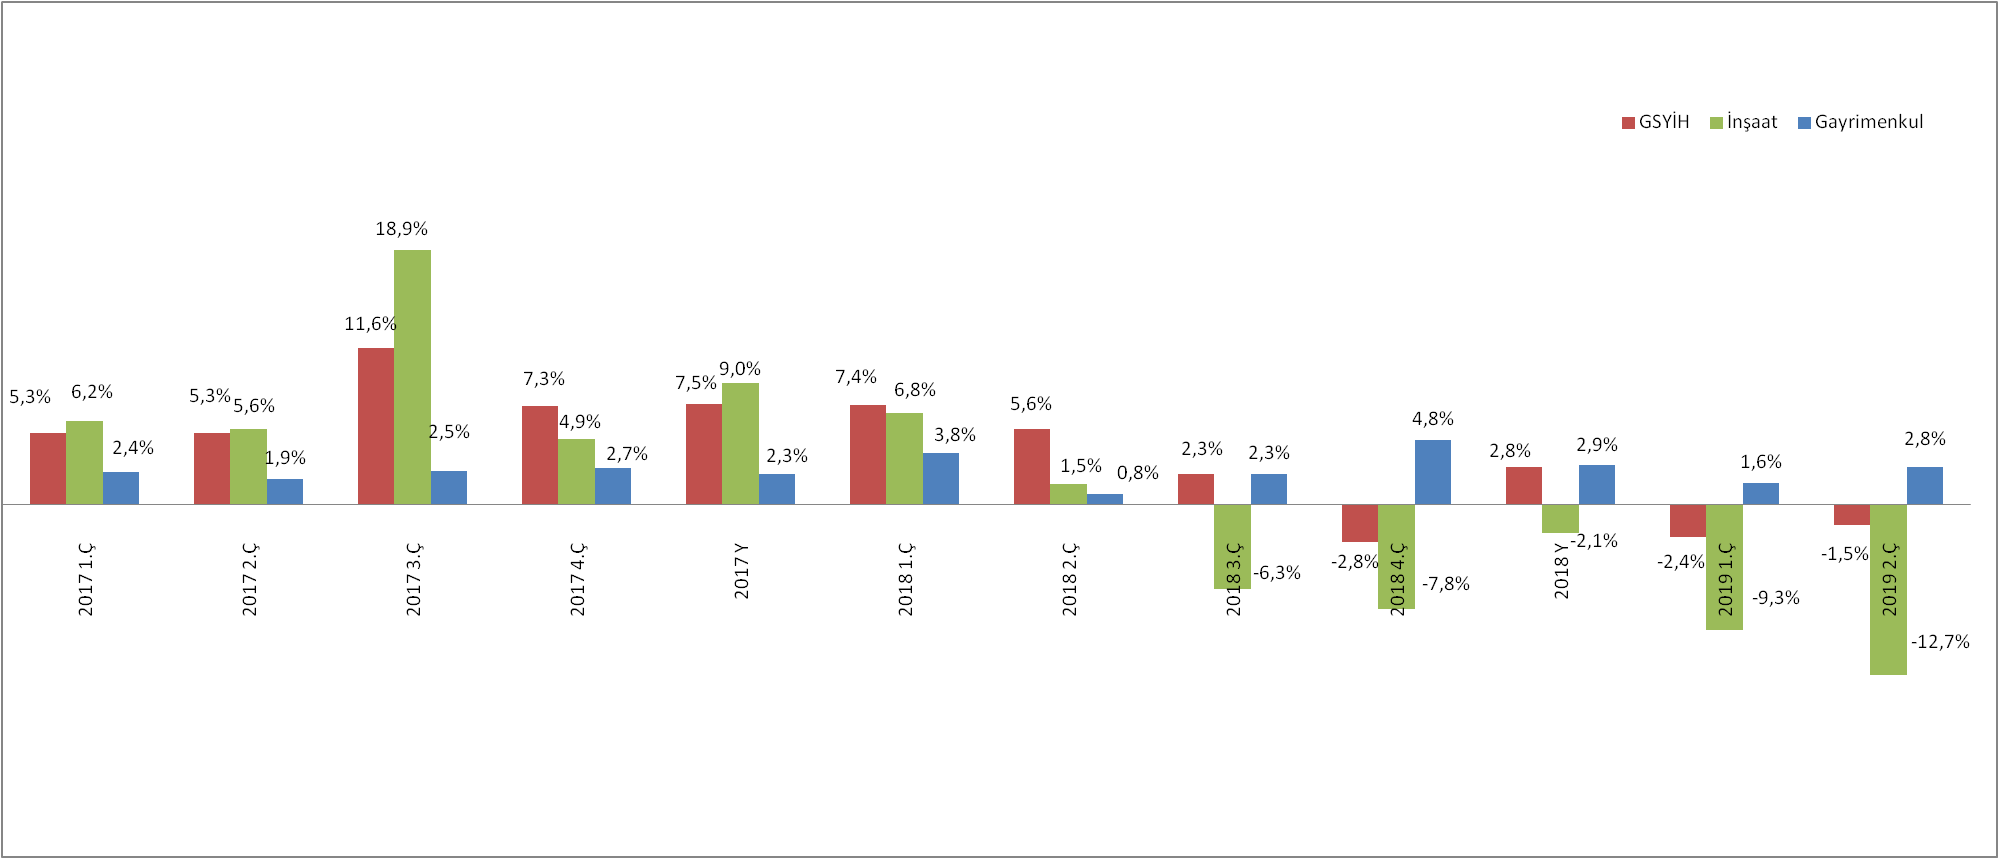 GSYİH İnşaat Gayrimenkul
5,3% 6,2% 2,4%
5,3% 5,6% 1,9%
11,6% 18,9% 2,5%
7,3% 4,9% 2,7%
7,5% 9,0% 2,3%
7,4% 6,8% 3,8%
5,6% 1,5% 0,8%
2,3% -6,3% 2,3%
-2,8% -7,8% 4,8%
2,8% -2,1% 2,9%
-2,4% -9,3% 1,6%
-1,5% -12,7% 2,8%
2017 1.Ç
2017 2.Ç
2017 3.Ç
2017 4.Ç
2017 Y
2018 1.Ç
2018 2.Ç
2018 3.Ç
2018 4.Ç
2018 Y
2019 1.Ç
2019 2.Ç